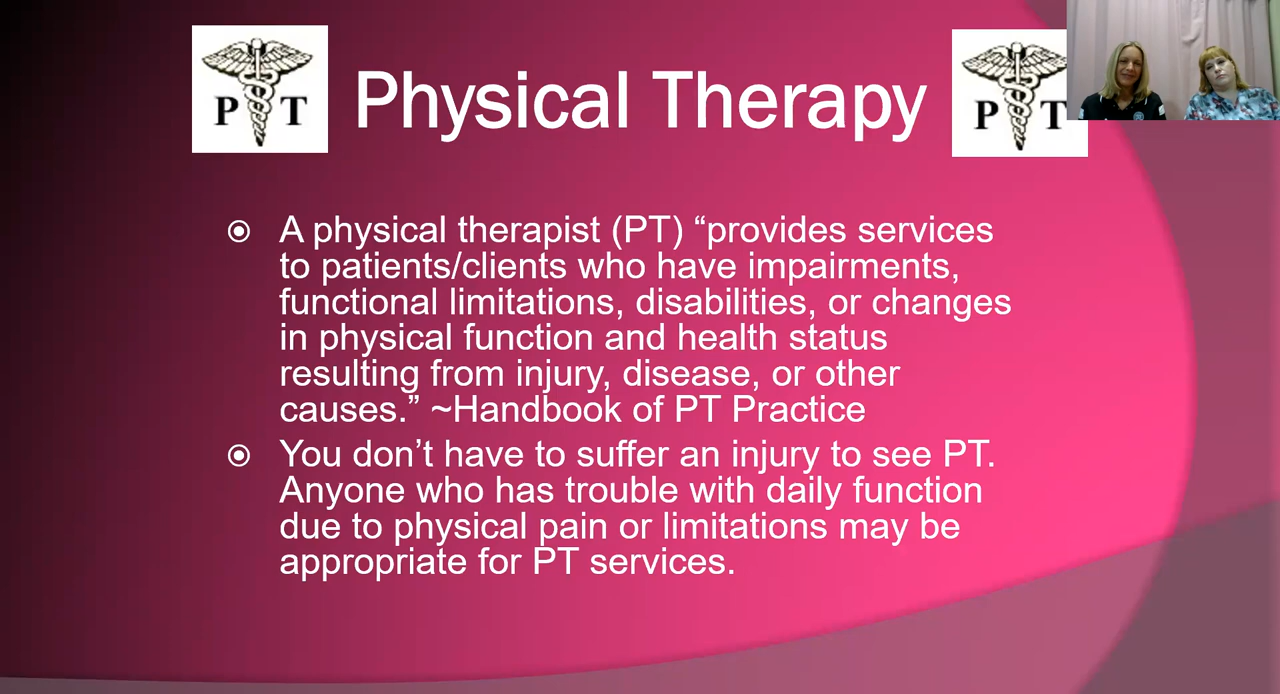 P T
Physical Therapy
P T
A physical therapist (PT) “provides services
to patients/clients who have impairments,
functional limitations, disabilities, or changes
in physical function and health status
resulting from injury, disease, or other
causes.” ~Handbook of PT Practice
You don’t have to suffer an injury to see PT.
Anyone who has trouble with daily function
due to physical pain or limitations may be
appropriate for PT services.